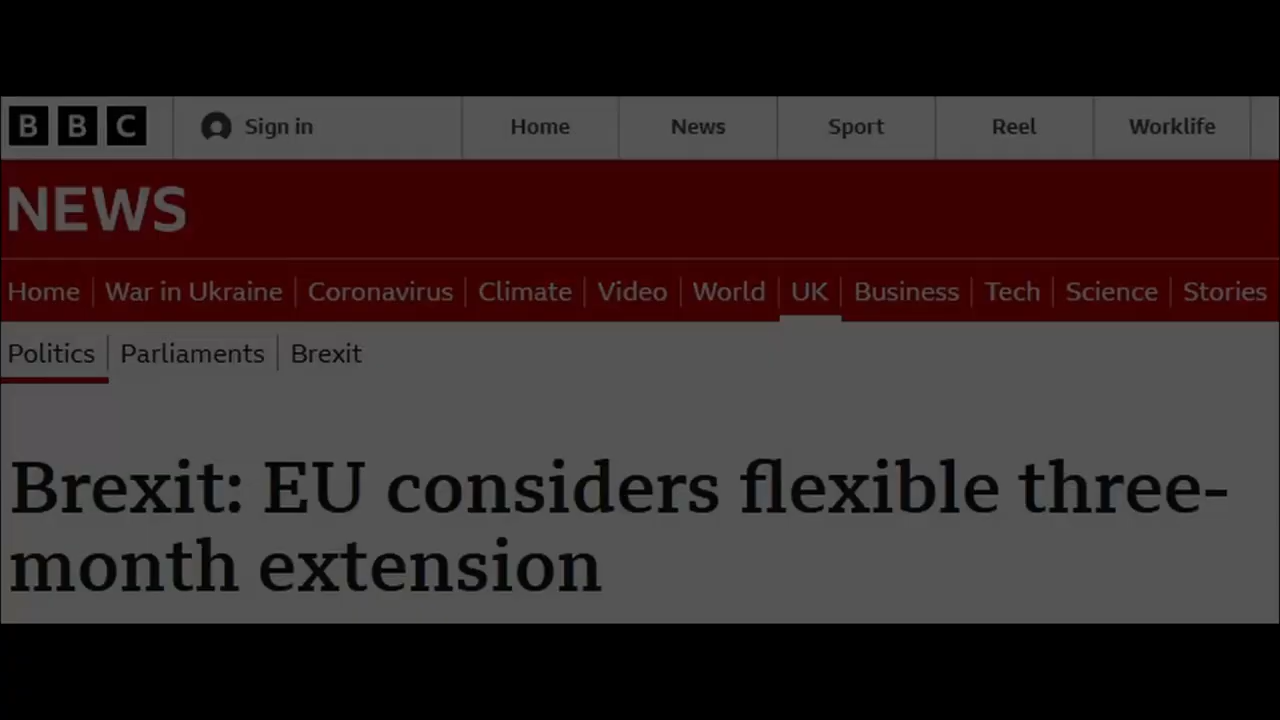 BBC Sign in Home News Sport Reel Worklife
NEWS
Home War in Ukraine Coronavirus Climate Video World UK Business Tech Science Stories
Politics Parliaments Brexit
Brexit: EU considers flexible three-
month extension